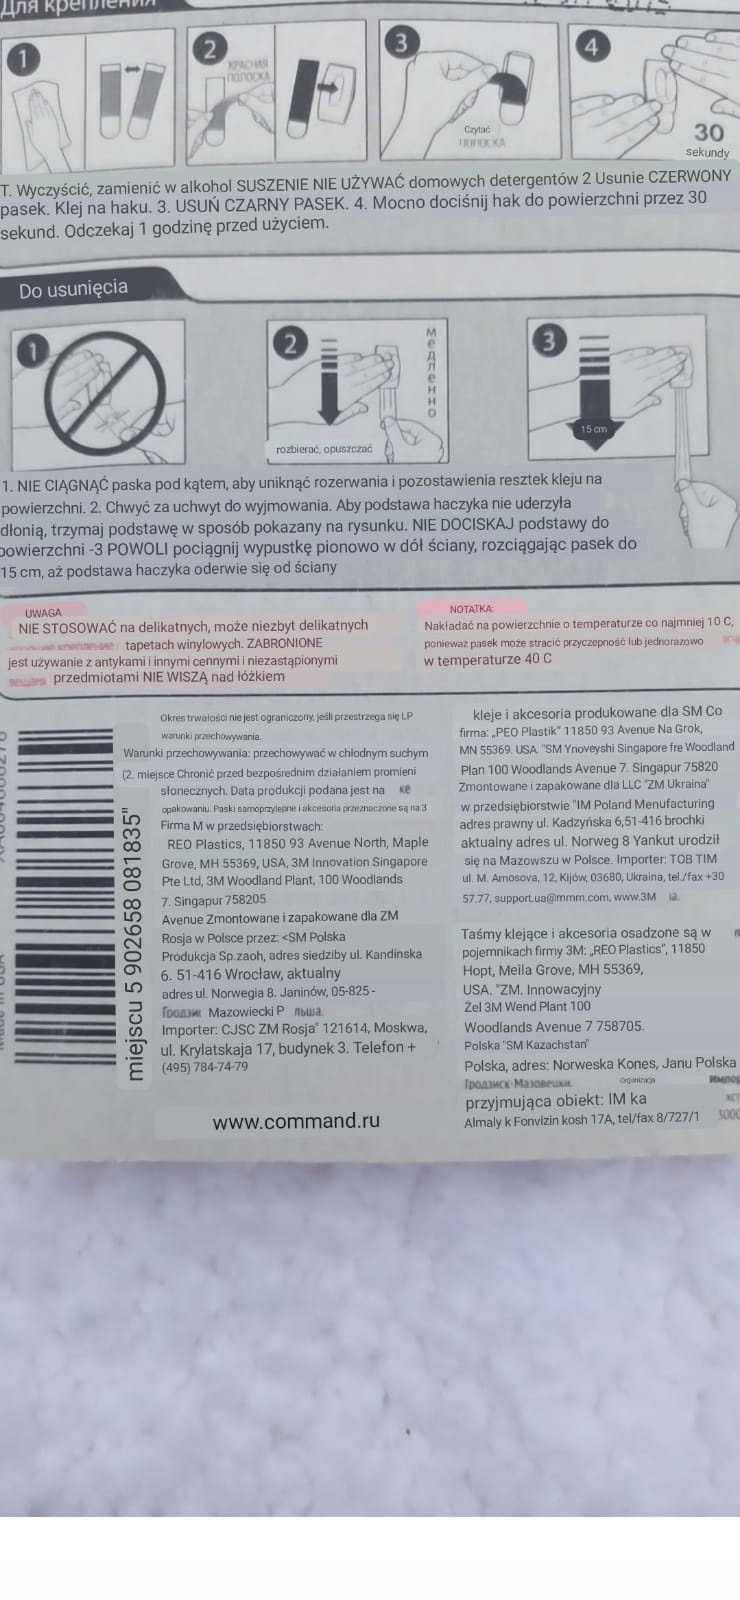 Для крепления
1
2
КРАСНАЯ
ПОЛОСКА
3
Czytać
ПОЛОСКА
4
30
sekundy
T. Wyczyścić, zamienić w alkohol SUSZENIE NIE UŻYWAĆ domowych detergentów 2 Usunie CZERWONY
pasek. Klej na haku. 3. USUŃ CZARNY PASEK. 4. Mocno dociśnij hak do powierzchni przez 30
sekund. Odczekaj 1 godzinę przed użyciem.
Do usunięcia
1
2
МЕДЛЕННО
rozbierać, opuszczać
3
15 cm
1. NIE CIĄGNĄĆ paska pod kątem, aby uniknąć rozerwania i pozostawienia resztek kleju na
powierzchni. 2. Chwyć za uchwyt do wyjmowania. Aby podstawa haczyka nie uderzyła
dłonią, trzymaj podstawę w sposób pokazany na rysunku. NIE DOCISKAJ podstawy do
powierzchni -3 POWOLI pociągnij wypustkę pionowo w dół ściany, rozciągając pasek do
15 cm, aż podstawa haczyka oderwie się od ściany
UWAGA
NIE STOSOWAĆ na delikatnych, może niezbyt delikatnych
tapetach winylowych. ZABRONIONE
jest używanie z antykami i innymi cennymi i niezastąpionymi
przedmiotami NIE WISZĄ nad łóżkiem
NOTATKA:
Nakładać na powierzchnie o temperaturze co najmniej 10 C,
ponieważ pasek może stracić przyczepność lub jednorazowo
w temperaturze 40 C
miejscu 5 902658 081835"
Okres trwałości nie jest ograniczony, jeśli przestrzega się LP
warunki przechowywania.
Warunki przechowywania: przechowywać w chłodnym suchym
(2. miejsce Chronić przed bezpośrednim działaniem promieni
słonecznych. Data produkcji podana jest na
opakowaniu. Paski samoprzylepne i akcesoria przeznaczone są na 3
Firma M w przedsiębiorstwach:
REO Plastics, 11850 93 Avenue North, Maple
Grove, MH 55369, USA, 3M Innovation Singapore
Pte Ltd, 3M Woodland Plant, 100 Woodlands
7. Singapur 758205
Avenue Zmontowane i zapakowane dla ZM
Rosja w Polsce przez: <SM Polska
Produkcja Sp.zaoh, adres siedziby ul. Kandinska
6. 51-416 Wrocław, aktualny
adres ul. Norwegia 8. Janinów, 05-825 -
Mazowiecki P льша.
Importer: CJSC ZM Rosja" 121614, Moskwa,
ul. Krylatskaja 17, budynek 3. Telefon +
(495) 784-74-79
www.command.ru
kleje i akcesoria produkowane dla SM Co
firma: „PEO Plastik" 11850 93 Avenue Na Grok,
MN 55369. USA. "SM Ynoveyshi Singapore fre Woodland
Plan 100 Woodlands Avenue 7. Singapur 75820
Zmontowane i zapakowane dla LLC "ZM Ukraina"
w przedsiębiorstwie "IM Poland Menufacturing
adres prawny ul. Kadzyńska 6,51-416 brochki
aktualny adres ul. Norweg 8 Yankut urodził
się na Mazowszu w Polsce. Importer: TOB TIM
ul. M. Amosova, 12, Kijów, 03680, Ukraina, tel./fax +30
57.77, support.ua@mmm.com, www.3M
Taśmy klejące i akcesoria osadzone są w
pojemnikach firmy 3M: „REO Plastics", 11850
Hopt, Meila Grove, MH 55369,
USA. "ZM. Innowacyjny
Żel 3M Wend Plant 100
Woodlands Avenue 7 758705.
Polska "SM Kazachstan"
Polska, adres: Norweska Kones, Janu Polska
Гродзиск-Мазовецки.
Organizacja
przyjmująca obiekt: IM ka
Almaly k Fonvizin kosh 17A, tel/fax 8/727/1